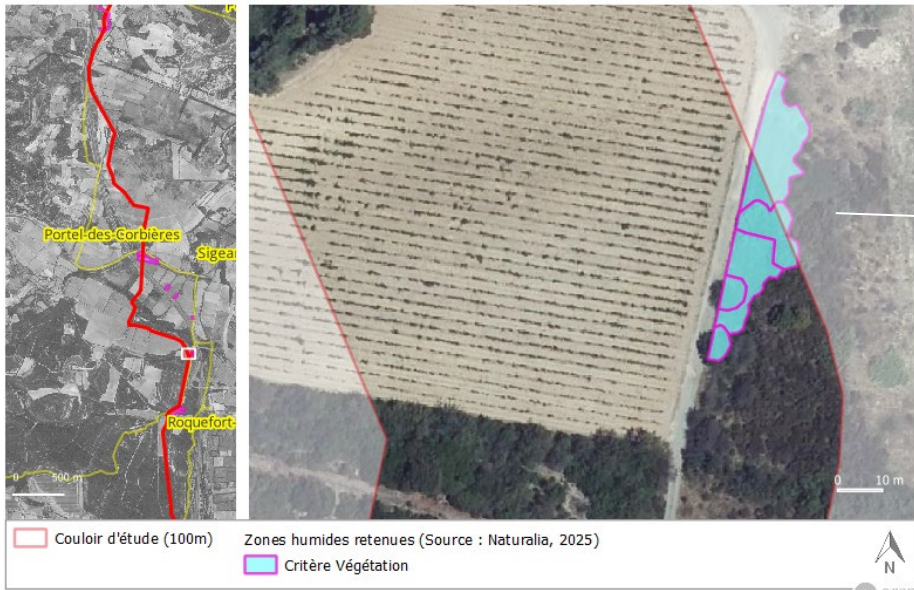 Portel-des-Corbières
Roquefort-
0 500 m
0 10 m
Couloir d'étude (100m)
Zones humides retenues (Source : Naturalia, 2025)
Critère Végétation
N